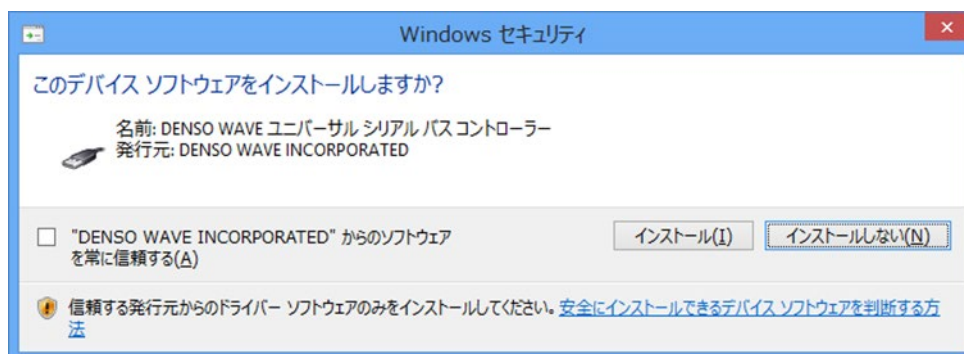 Windows セキュリティ
このデバイス ソフトウェアをインストールしますか?
名前: DENSO WAVE ユニバーサル シリアル バス コントローラー
発行元: DENSO WAVE INCORPORATED
"DENSO WAVE INCORPORATED" からのソフトウェア
を常に信頼する(A)
インストール(I)
インストールしない(N)
信頼する発行元からのドライバー ソフトウェアのみをインストールしてください。安全にインストールできるデバイス ソフトウェアを判断する方
法